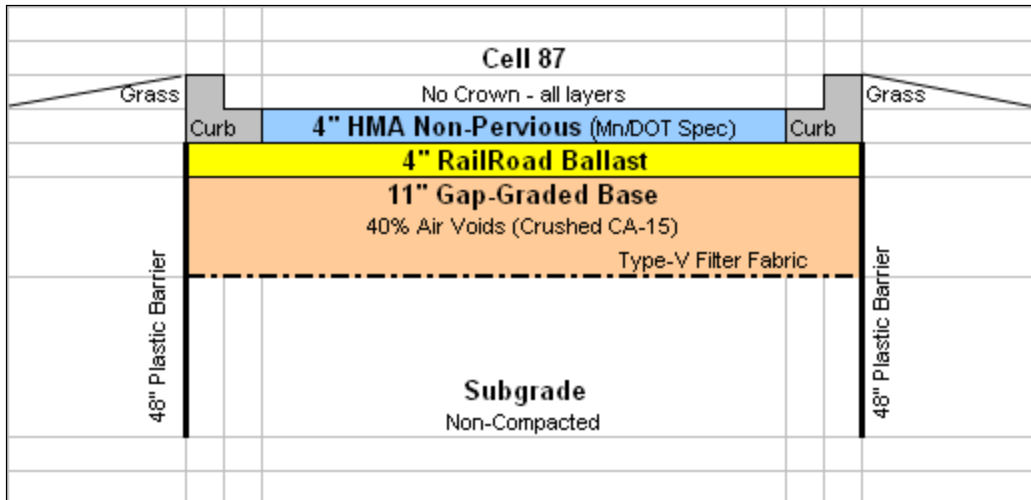 Cell 87
Grass
No Crown - all layers
Grass
Curb
4" HMA Non-Pervious (Mn/DOT Spec)
Curb
4" RailRoad Ballast
11" Gap-Graded Base
40% Air Voids (Crushed CA-15)
Type-V Filter Fabric
48" Plastic Barrier
48" Plastic Barrier
Subgrade
Non-Compacted